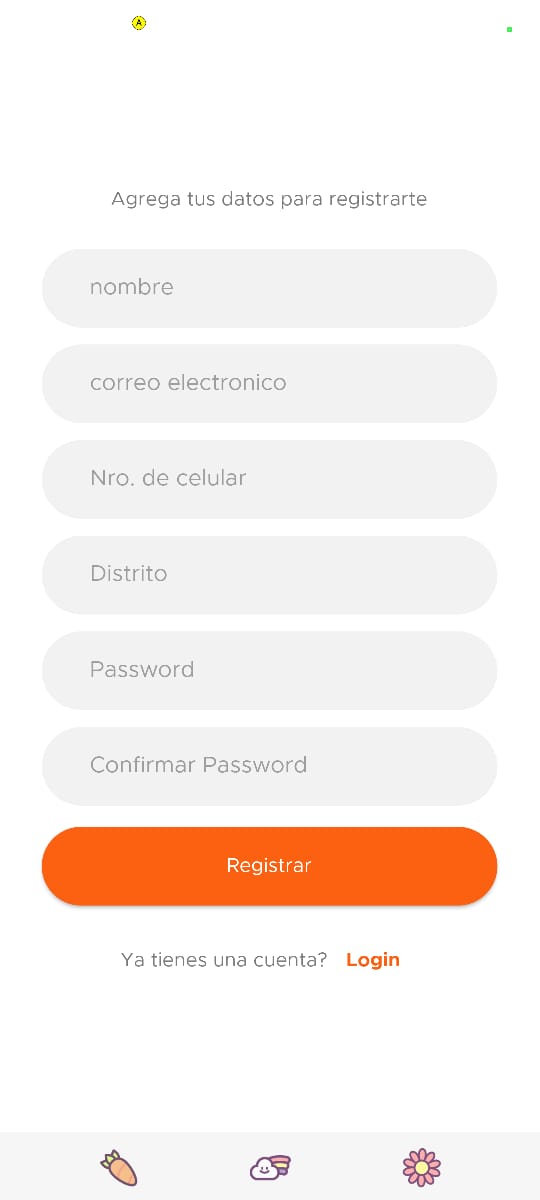 A
Agrega tus datos para registrarte
nombre
correo electronico
Nro. de celular
Distrito
Password
Confirmar Password
Registrar
Ya tienes una cuenta? Login